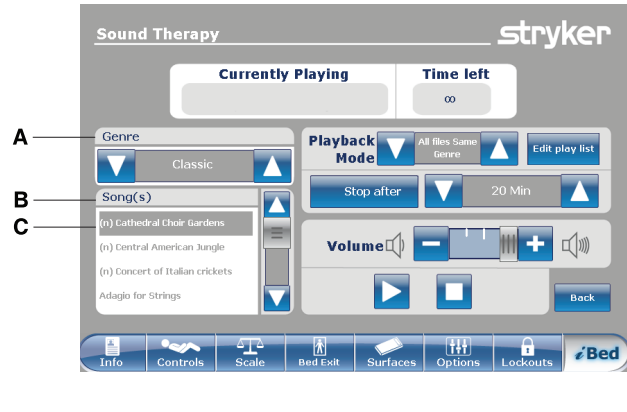 Sound Therapy
stryker
Currently Playing
Time left
∞
A
Genre
Classic
Playback Mode
All files Same
Genre
Edit play list
B
Song(s)
Stop after
20 Min
C
(n) Cathedral Choir Gardens
(n) Central American Jungle
(n) Concert of Italian crickets
Adagio for Strings
Volume
Back
Info
Controls
Scale
Bed Exit
Surfaces
Options
Lockouts
iBed